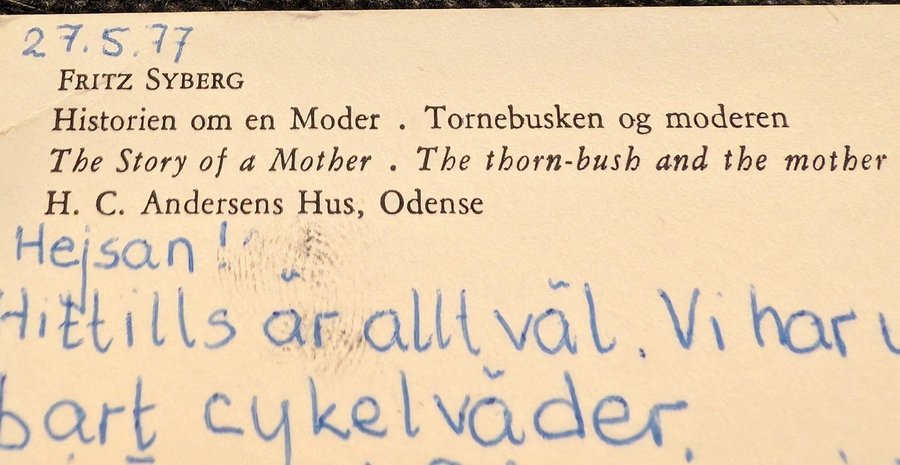 27.5.77
FRITZ SYBERG
Historien om en Moder . Tornebusken og moderen
The Story of a Mother . The thorn-bush and the mother
H. C. Andersens Hus, Odense
Hejsan!
Hittills är allt väl. Vi har
bart cykelväder.